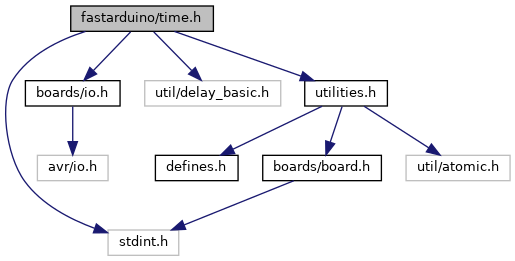 fastarduino/time.h
boards/io.h
util/delay_basic.h
utilities.h
avr/io.h
defines.h
boards/board.h
util/atomic.h
stdint.h